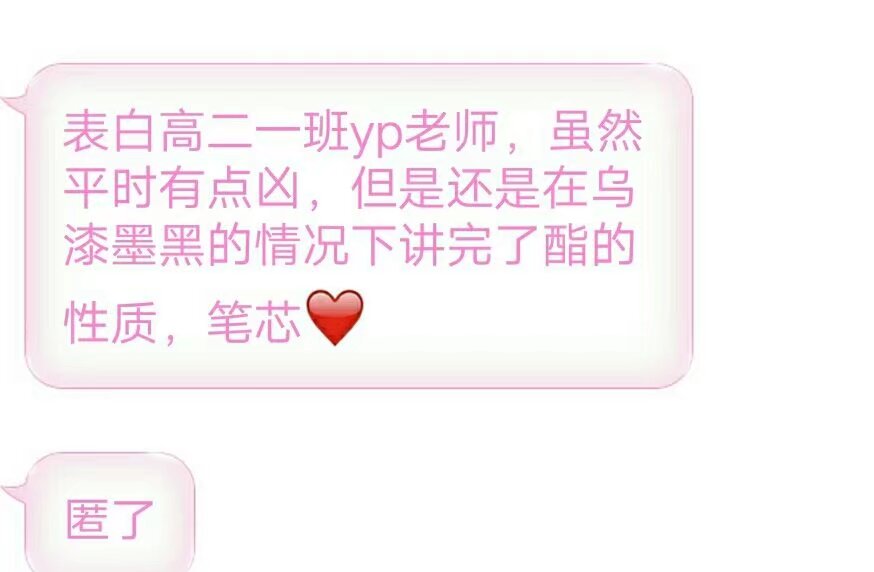 表白高二一班yp老师，虽然
平时有点凶，但是还是在乌
漆墨黑的情况下讲完了酯的
性质，笔芯❤️
匿了